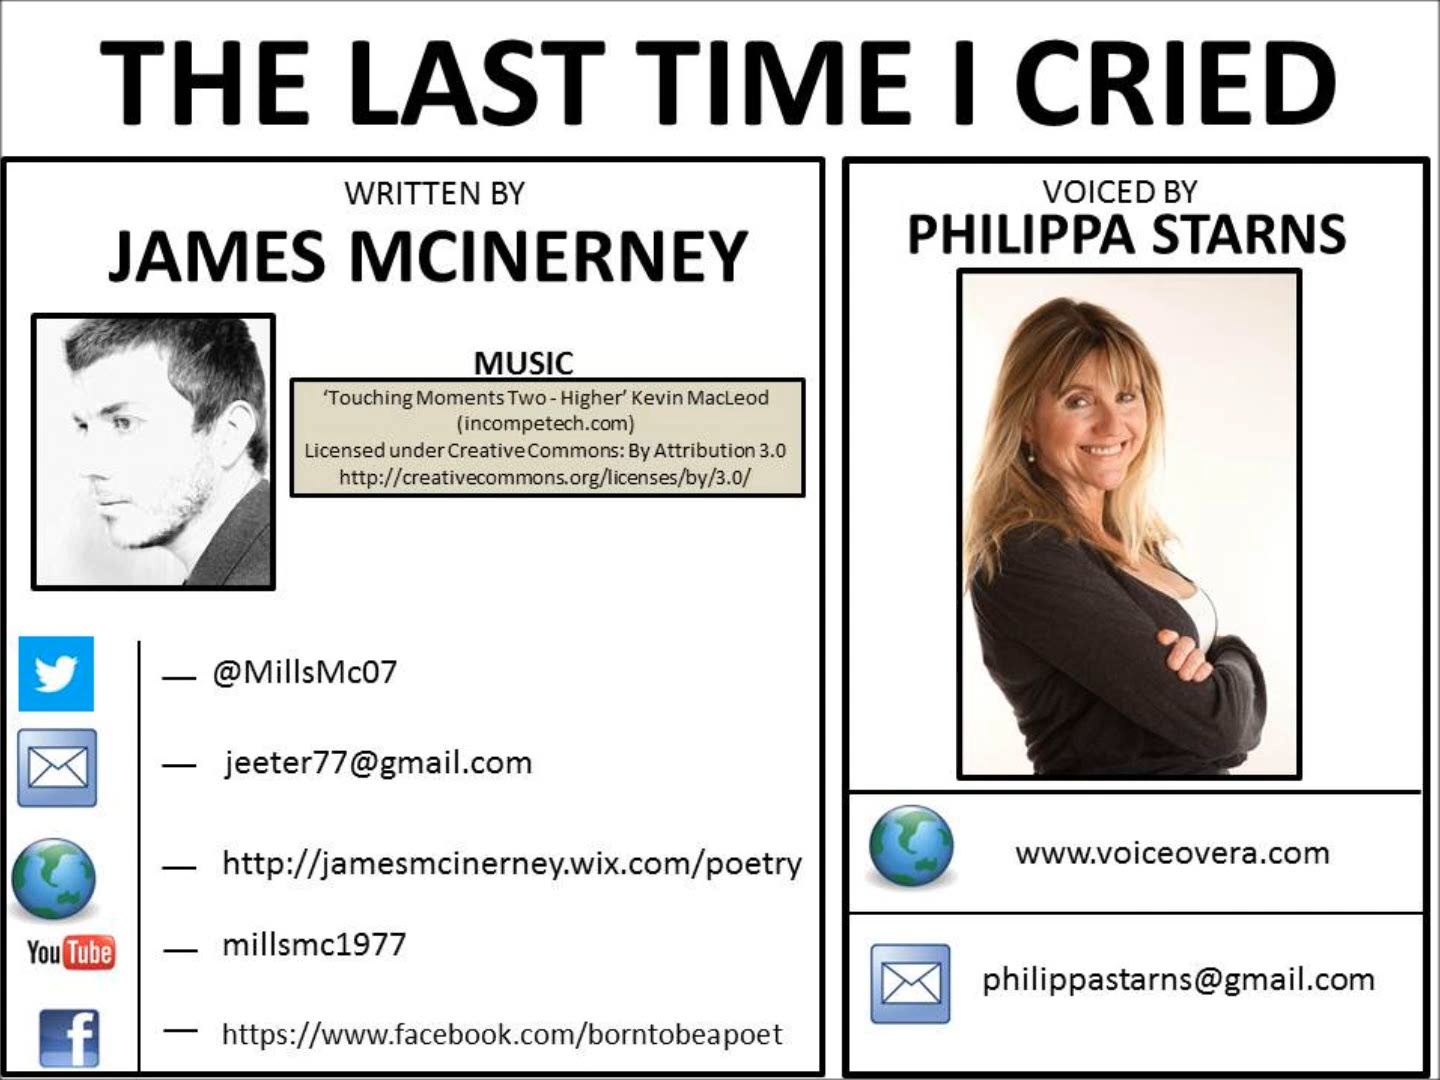 THE LAST TIME I CRIED
WRITTEN BY
JAMES MCINERNEY
MUSIC
‘Touching Moments Two - Higher’ Kevin MacLeod
(incompetech.com)
Licensed under Creative Commons: By Attribution 3.0
http://creativecommons.org/licenses/by/3.0/
@MillsMc07
jeeter77@gmail.com
http://jamesmcinerney.wix.com/poetry
You Tube
millsmc1977
f
https://www.facebook.com/borntobeapoet
VOICED BY
PHILIPPA STARNS
www.voiceovera.com
philippastarns@gmail.com